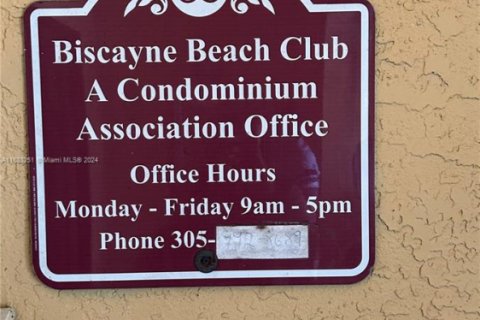 Biscayne Beach Club
A Condominium
Association Office
Office Hours
Monday - Friday 9am - 5pm
Phone 305-
Miami MLS® 2024